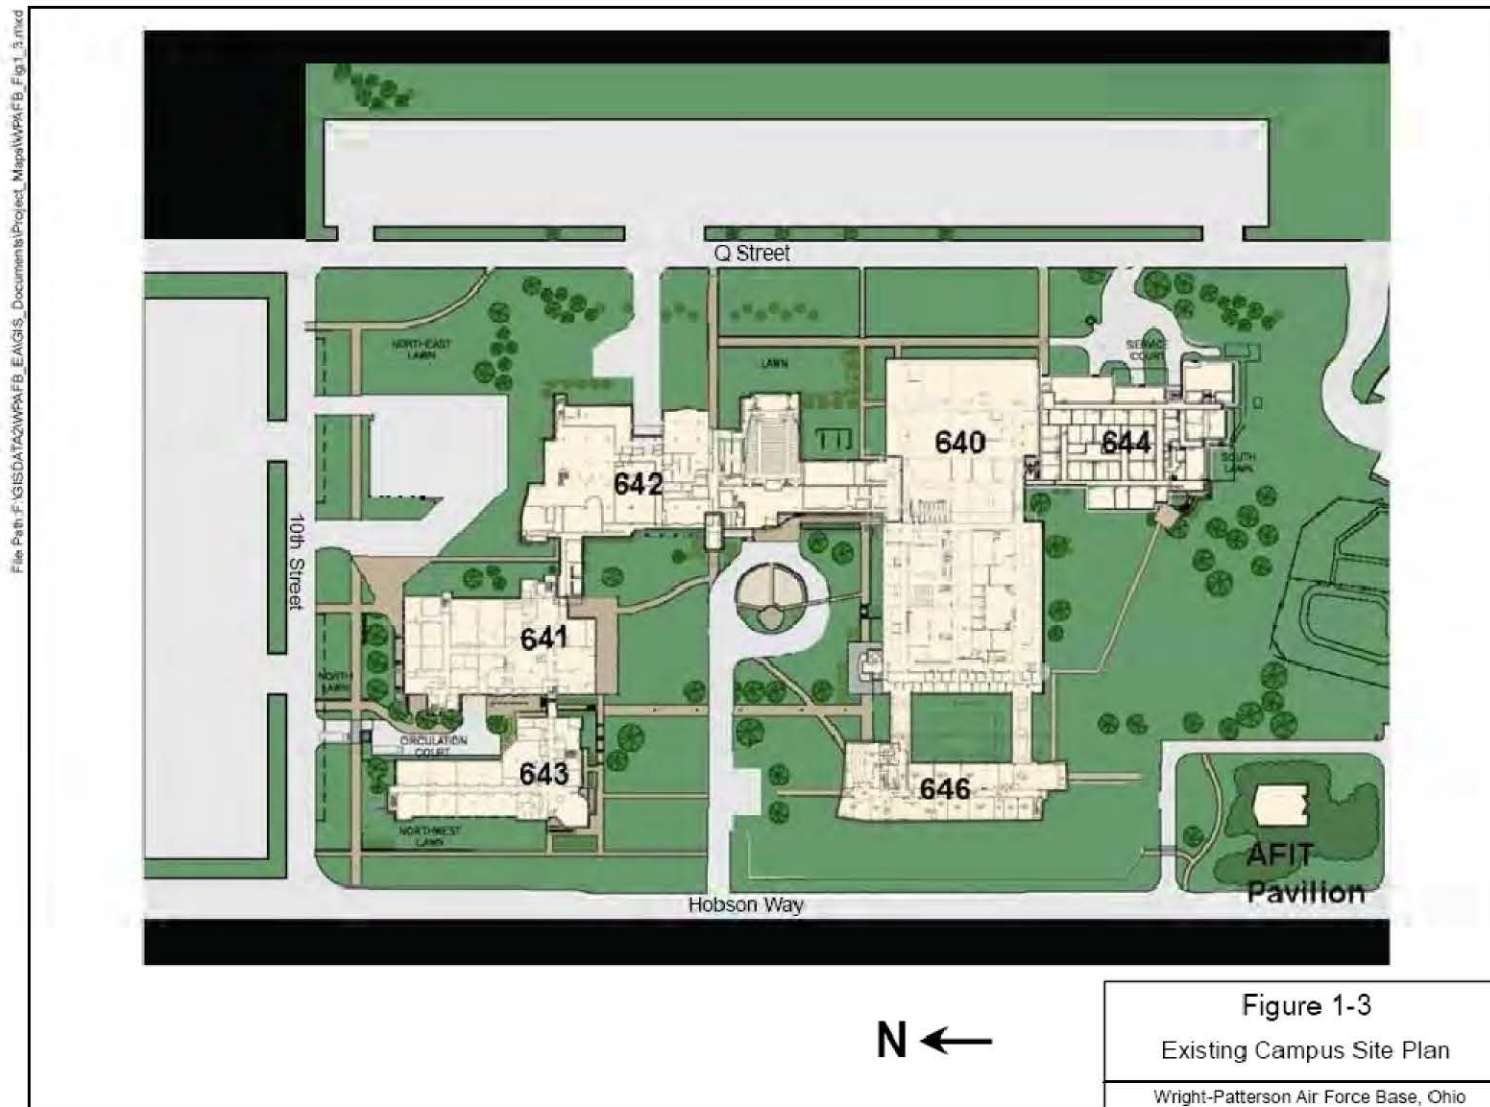 File Path: F:\GISDATA2\WPAFB_EA\GIS_Documents\Project_Maps\WPAFB_Fig1_3.mxd
Q Street
NORTHEAST
LAWN
LAWN
SERVICE
COURT
640
644
642
SOUTH
LAWN
10th Street
641
NORTH
LAWN
CIRCULATION
COURT
643
646
NORTHWEST
LAWN
AFIT
Pavilion
Hobson Way
N
Figure 1-3
Existing Campus Site Plan
Wright-Patterson Air Force Base, Ohio